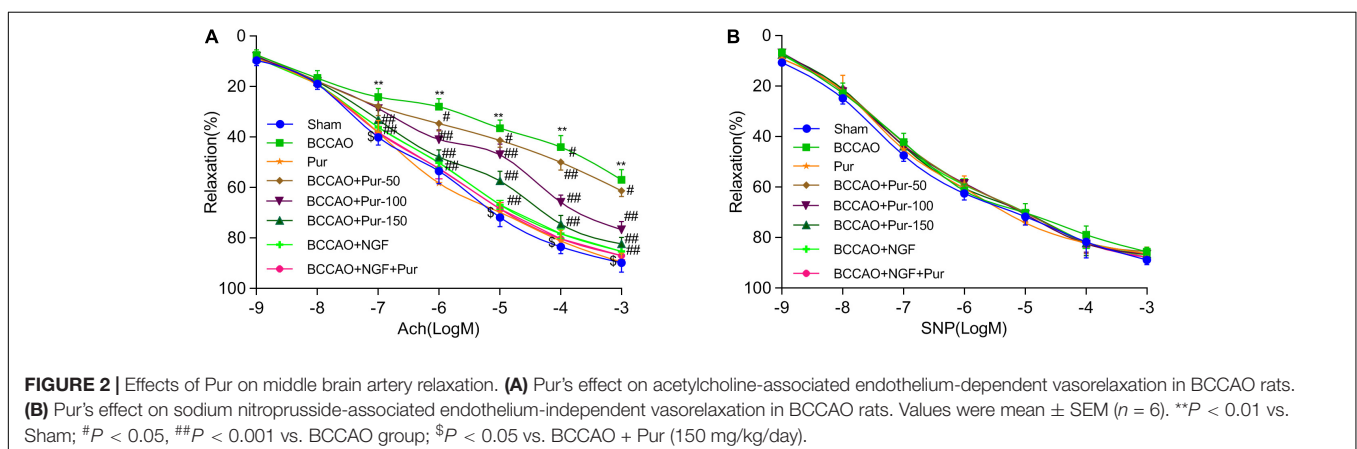 A
0
20
40
60
80
100
Relaxation(%)
-9 -8 -7 -6 -5 -4 -3
Ach(LogM)
Sham
BCCAO
Pur
BCCAO+Pur-50
BCCAO+Pur-100
BCCAO+Pur-150
BCCAO+NGF
BCCAO+NGF+Pur
** ** ** ** **
# # # #
##
## ## ## ##
## ## ## ## ##
## ## ## ##
$ $ $ $
*
B
0
20
40
60
80
100
Relaxation(%)
-9 -8 -7 -6 -5 -4 -3
SNP(LogM)
Sham
BCCAO
Pur
BCCAO+Pur-50
BCCAO+Pur-100
BCCAO+Pur-150
BCCAO+NGF
BCCAO+NGF+Pur
FIGURE 2 | Effects of Pur on middle brain artery relaxation. (A) Pur's effect on acetylcholine-associated endothelium-dependent vasorelaxation in BCCAO rats.
(B) Pur's effect on sodium nitroprusside-associated endothelium-independent vasorelaxation in BCCAO rats. Values were mean ± SEM (n = 6). **P < 0.01 vs.
Sham; #P < 0.05, ##P < 0.001 vs. BCCAO group; $P < 0.05 vs. BCCAO + Pur (150 mg/kg/day).